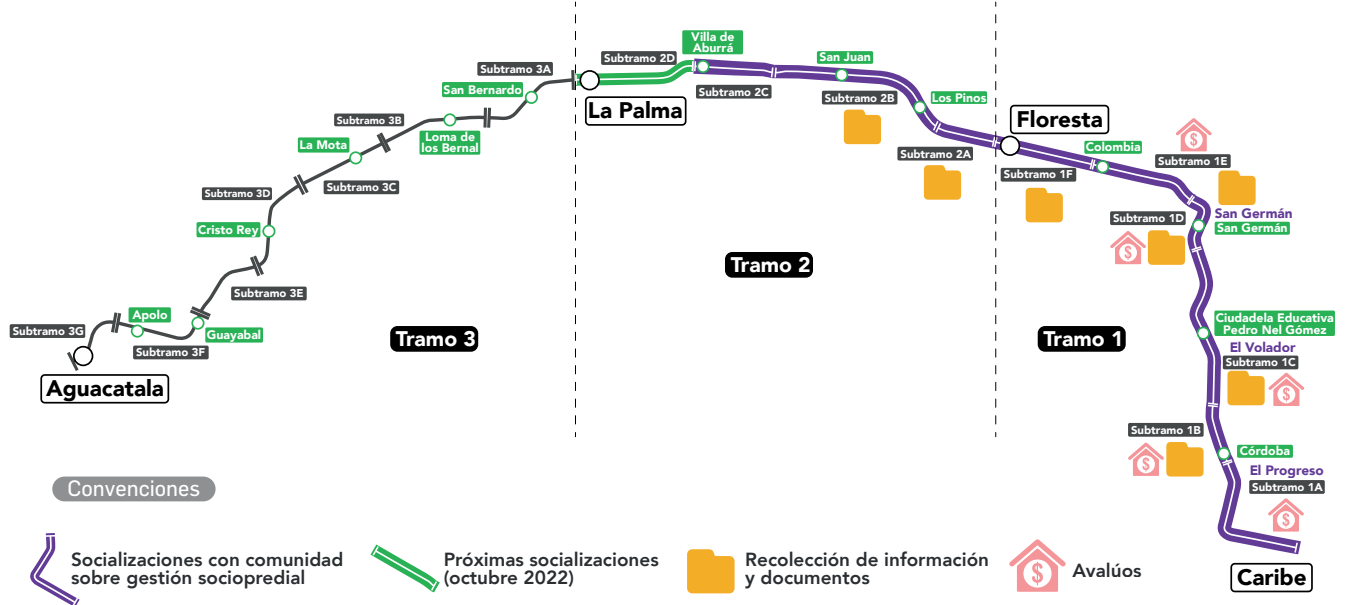 Subtramo 3A
San Bernardo
Subtramo 3B
Loma de
los Bernal
La Mota
Subtramo 3C
Subtramo 3D
Cristo Rey
Subtramo 3E
Apolo
Guayabal
Subtramo 3G
Subtramo 3F
Aguacatala
Tramo 3
Subtramo 2D
La Palma
Villa de
Aburrá
Subtramo 2C
San Juan
Subtramo 2B
Los Pinos
Subtramo 2A
Tramo 2
Floresta
Colombia
Subtramo 1F
Subtramo 1E
San Germán
San Germán
Subtramo 1D
Ciudadela Educativa
Pedro Nel Gómez
El Volador
Subtramo 1C
Tramo 1
Subtramo 1B
Córdoba
El Progreso
Subtramo 1A
Caribe
Convenciones
Socializaciones con comunidad
sobre gestión sociopredial
Próximas socializaciones
(octubre 2022)
Recolección de información
y documentos
Avalúos